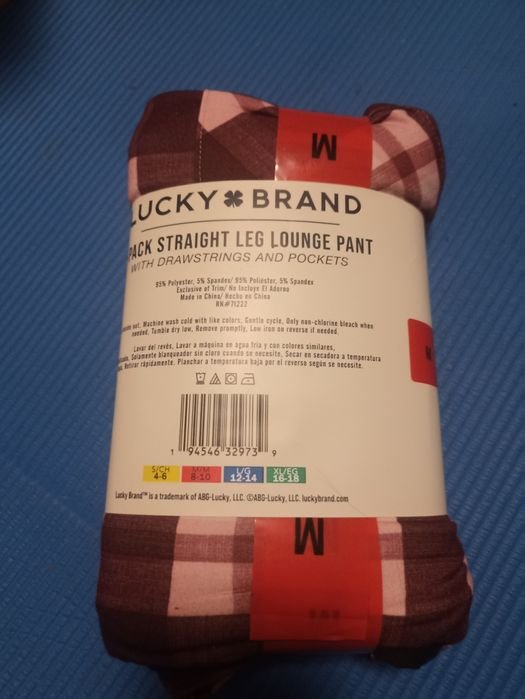 M
LUCKY BRAND
PACK STRAIGHT LEG LOUNGE PANT
WITH DRAWSTRINGS AND POCKETS
95% Polyester, 5% Spandex/ 95% Poliester, 5% Spandex
Exclusive of Trim/ No Incluye El Adorno
Made in China/ Hecho en China
RN#71222
out, Machine wash cold with like colors, Gentle cycle, Only non-chlorine bleach when
needed, Tumble dry low, Remove promptly, Low iron on reverse if needed.
Lavar del revés, Lavar a máquina en agua fría y con colores similares,
Solamente blanqueador sin cloro cuando se necesite, Secar en secadora a temperatura
Retirar rápidamente. Planchar a temperatura baja por el reverso según se necesite.
M
1 94546 32973 9
S/CH M/M L/G XL/EG
4-6 8-10 12-14 16-18
Lucky Brand™ is a trademark of ABG-Lucky, LLC. ©ABG-Lucky, LLC. luckybrand.com
M